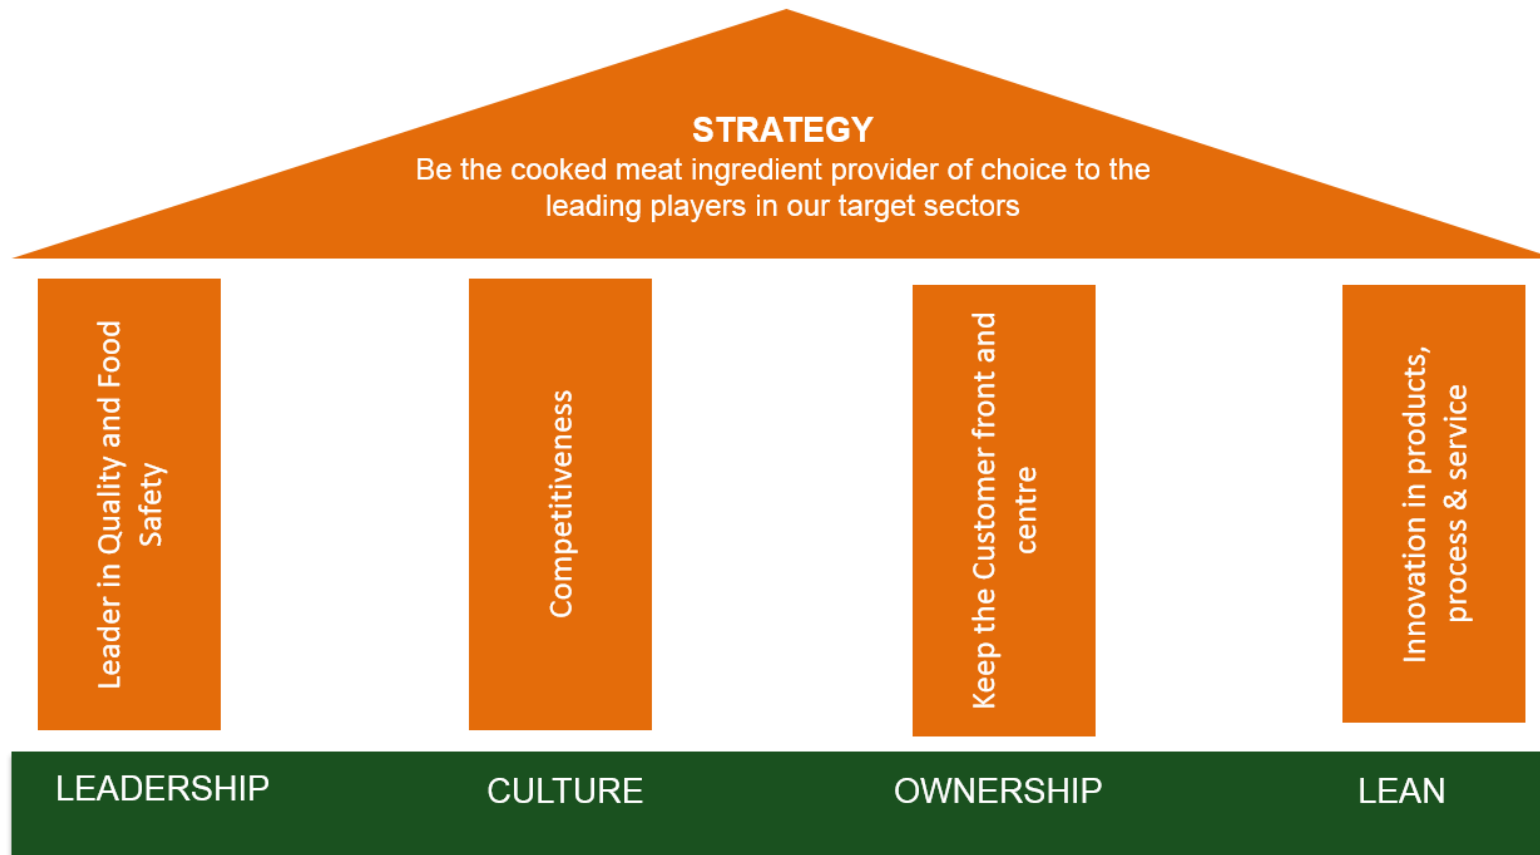 STRATEGY
Be the cooked meat ingredient provider of choice to the
leading players in our target sectors
Leader in Quality and Food
Safety
Competitiveness
Keep the Customer front and
centre
Innovation in products,
process & service
LEADERSHIP
CULTURE
OWNERSHIP
LEAN